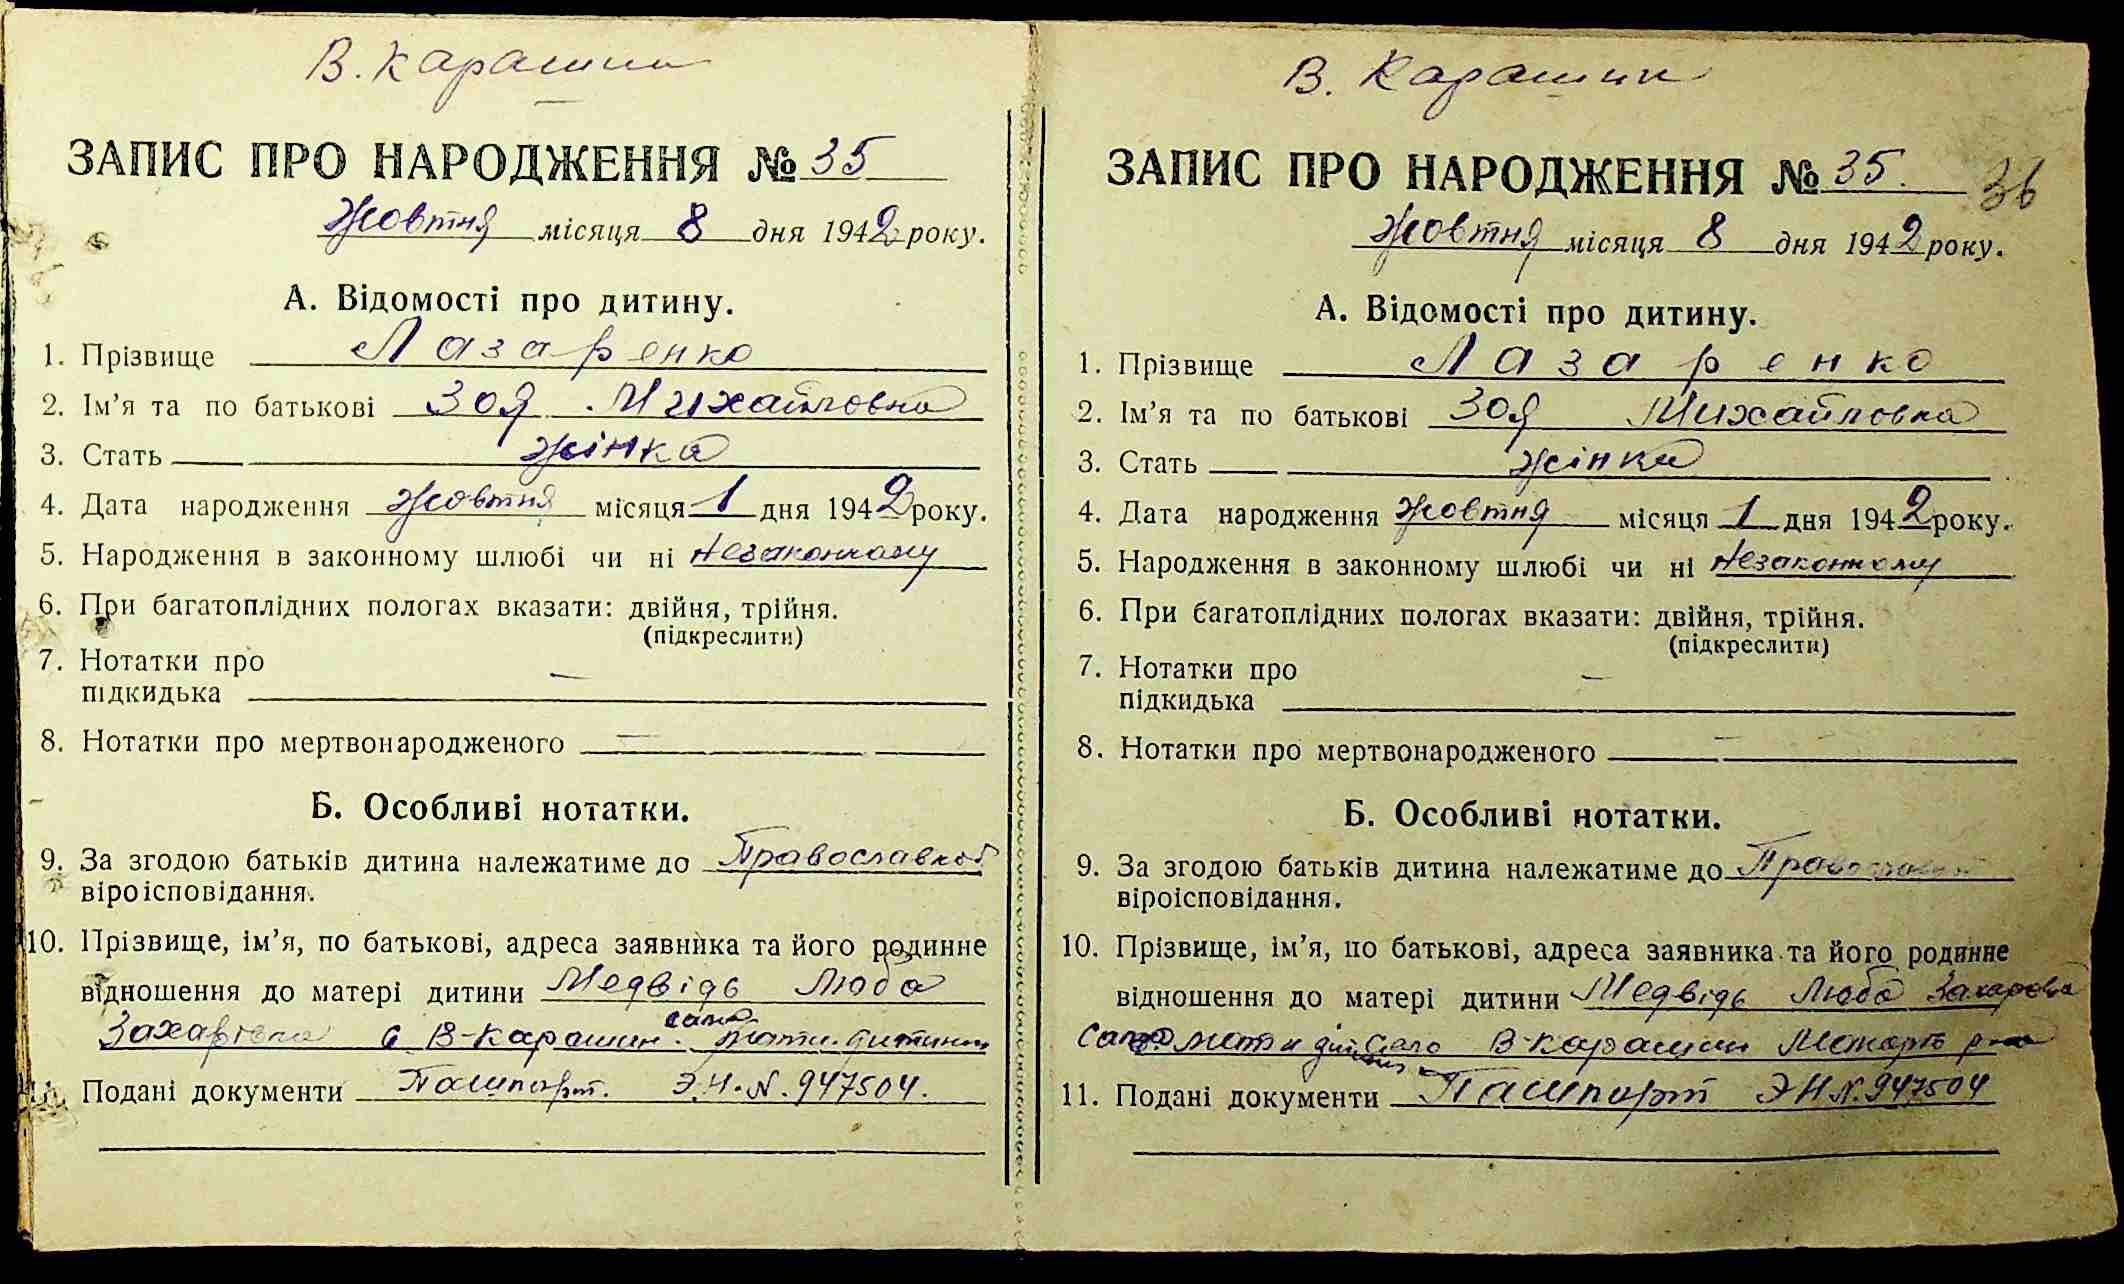 В. Карашин
ЗАПИС ПРО НАРОДЖЕННЯ № 35
Жовтня місяця 8 дня 1942 року.
А. Відомості про дитину.
1. Прізвище Лазаренко
2. Ім'я та по батькові Зоя Михайловна
3. Стать жінка
4. Дата народження Жовтня місяця 1 дня 1942 року.
5. Народження в законному шлюбі чи ні Незаконному
6. При багатоплідних пологах вказати: двійня, трійня.
(підкреслити)
7. Нотатки про —
підкидька
8. Нотатки про мертвонародженого —
Б. Особливі нотатки.
9. За згодою батьків дитина належатиме до Православної
віроісповідання.
10. Прізвище, ім'я, по батькові, адреса заявника та його родинне
відношення до матері дитини Медвідь Люба
Захарівна с В-Карашин. сама мати дитини
11. Подані документи Пашпорт. Э.Н. N. 947504.
В. Карашин
ЗАПИС ПРО НАРОДЖЕННЯ № 35. 36
Жовтня місяця 8 дня 1942 року.
А. Відомості про дитину.
1. Прізвище Лазаренко
2. Ім'я та по батькові Зоя Михайловна
3. Стать жінка
4. Дата народження Жовтня місяця 1 дня 1942 року.
5. Народження в законному шлюбі чи ні Незаконному
6. При багатоплідних пологах вказати: двійня, трійня.
(підкреслити)
7. Нотатки про —
підкидька
8. Нотатки про мертвонародженого —
Б. Особливі нотатки.
9. За згодою батьків дитина належатиме до Православної
віроісповідання.
10. Прізвище, ім'я, по батькові, адреса заявника та його родинне
відношення до матері дитини Медвідь Люба
мати село В-Карашин
11. Подані документи Пашпорт ЭН N. 947504